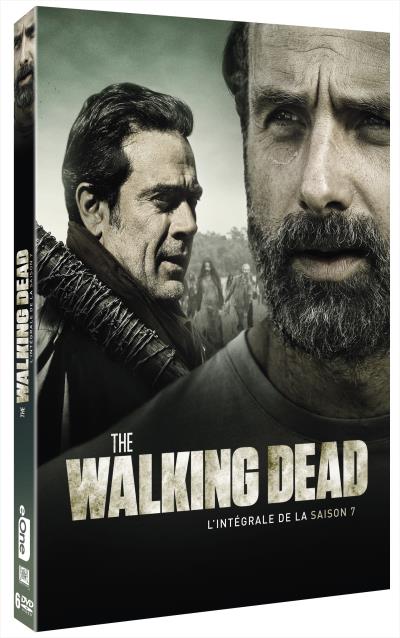 THE
WALKING DEAD
L'INTÉGRALE DE LA SAISON 7
THE WALKING DEAD
L'INTÉGRALE DE LA SAISON 7
eOne
6 DVD